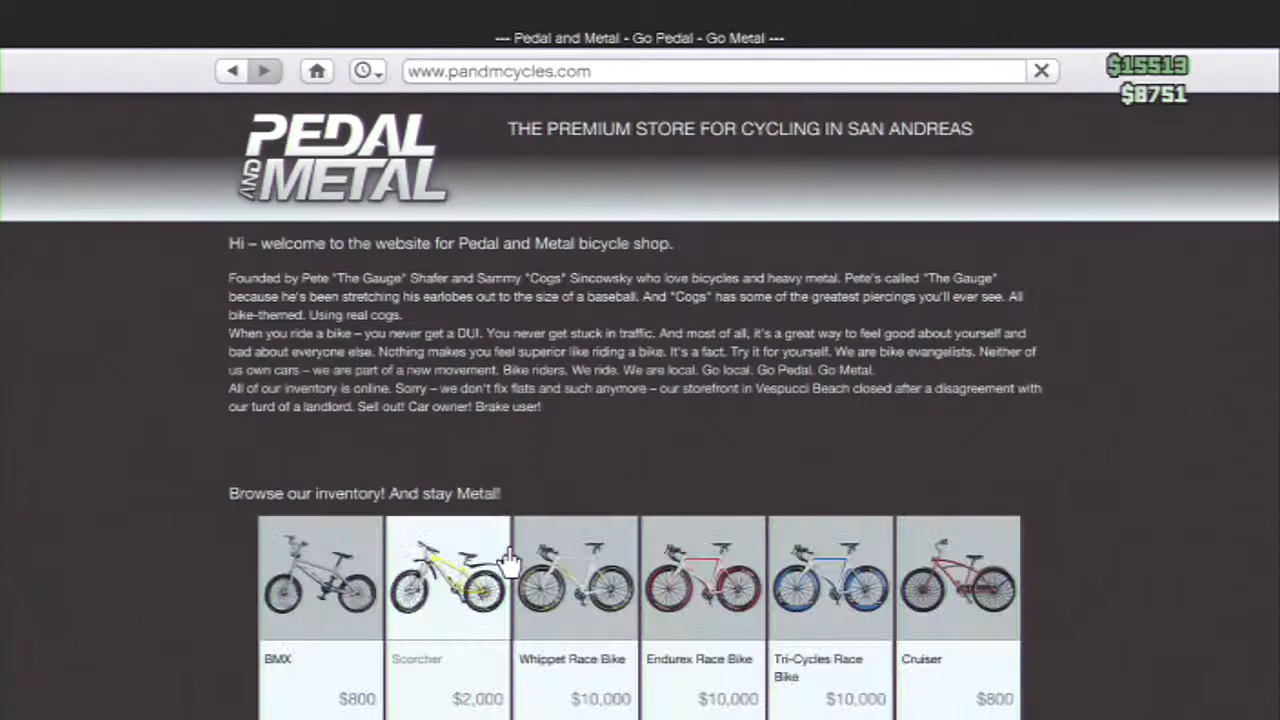 --- Pedal and Metal - Go Pedal - Go Metal ---
www.pandmcycles.com
$15513
$8751
PEDAL
AND METAL
THE PREMIUM STORE FOR CYCLING IN SAN ANDREAS
Hi – welcome to the website for Pedal and Metal bicycle shop.
Founded by Pete "The Gauge" Shafer and Sammy "Cogs" Sincowsky who love bicycles and heavy metal. Pete's called "The Gauge"
because he's been stretching his earlobes out to the size of a baseball. And "Cogs" has some of the greatest piercings you'll ever see. All
bike-themed. Using real cogs.
When you ride a bike – you never get a DUI. You never get stuck in traffic. And most of all, it's a great way to feel good about yourself and
bad about everyone else. Nothing makes you feel superior like riding a bike. It's a fact. Try it for yourself. We are bike evangelists. Neither of
us own cars – we are part of a new movement. Bike riders. We ride. We are local. Go local. Go Pedal. Go Metal.
All of our inventory is online. Sorry – we don't fix flats and such anymore – our storefront in Vespucci Beach closed after a disagreement with
our turd of a landlord. Sell out! Car owner! Brake user!
Browse our inventory! And stay Metal!
BMX
$800
Scorcher
$2,000
Whippet Race Bike
$10,000
Endurex Race Bike
$10,000
Tri-Cycles Race
Bike
$10,000
Cruiser
$800